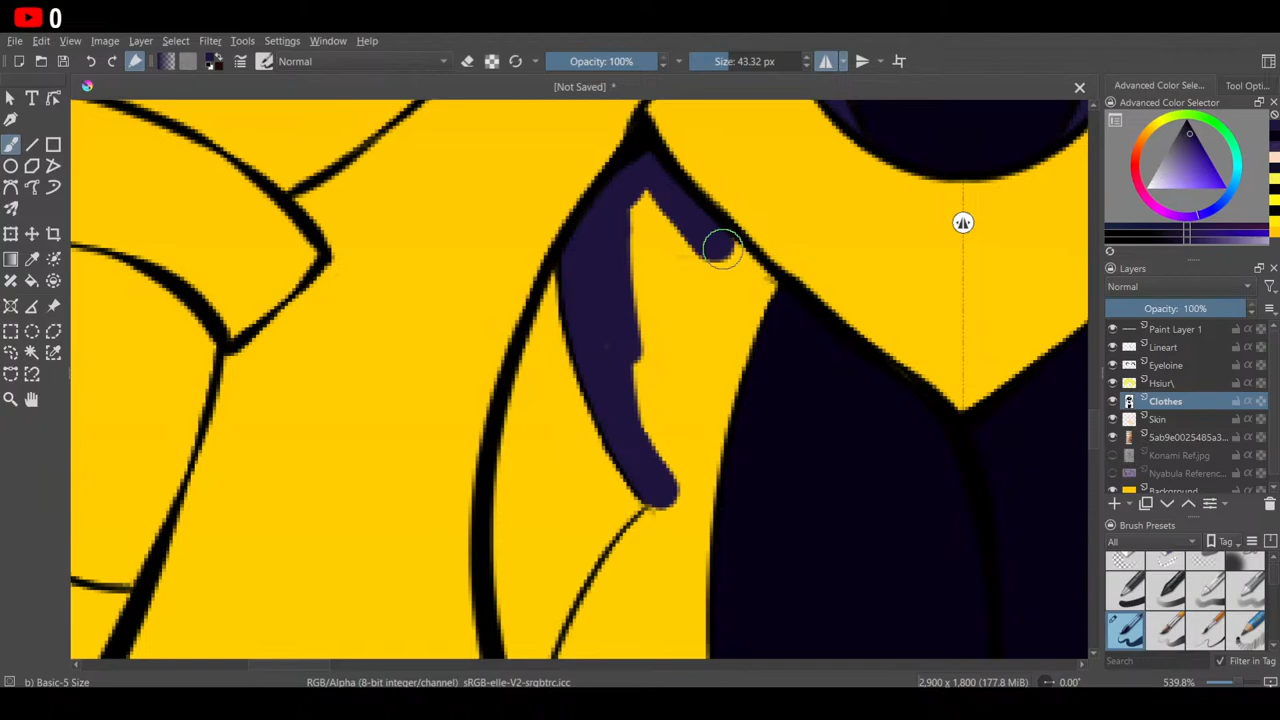 0
File Edit View Image Layer Select Filter Tools Settings Window Help
Normal
Opacity: 100%
Size: 43.32 px
[Not Saved] *
Advanced Color Sele...
Tool Opti...
Advanced Color Selector
Layers
Normal
Opacity: 100%
Paint Layer 1
Lineart
Eyeloine
Hsiur\
Clothes
Skin
5ab9e0025485a3...
Konami Ref.jpg
Nyabula Referenc...
Background
Brush Presets
All
Tag
Search
Filter in Tag
b) Basic-5 Size
RGB/Alpha (8-bit integer/channel) sRGB-elle-V2-srgbtrc.icc
2,900 x 1,800 (177.8 MiB)
0.00°
539.8%